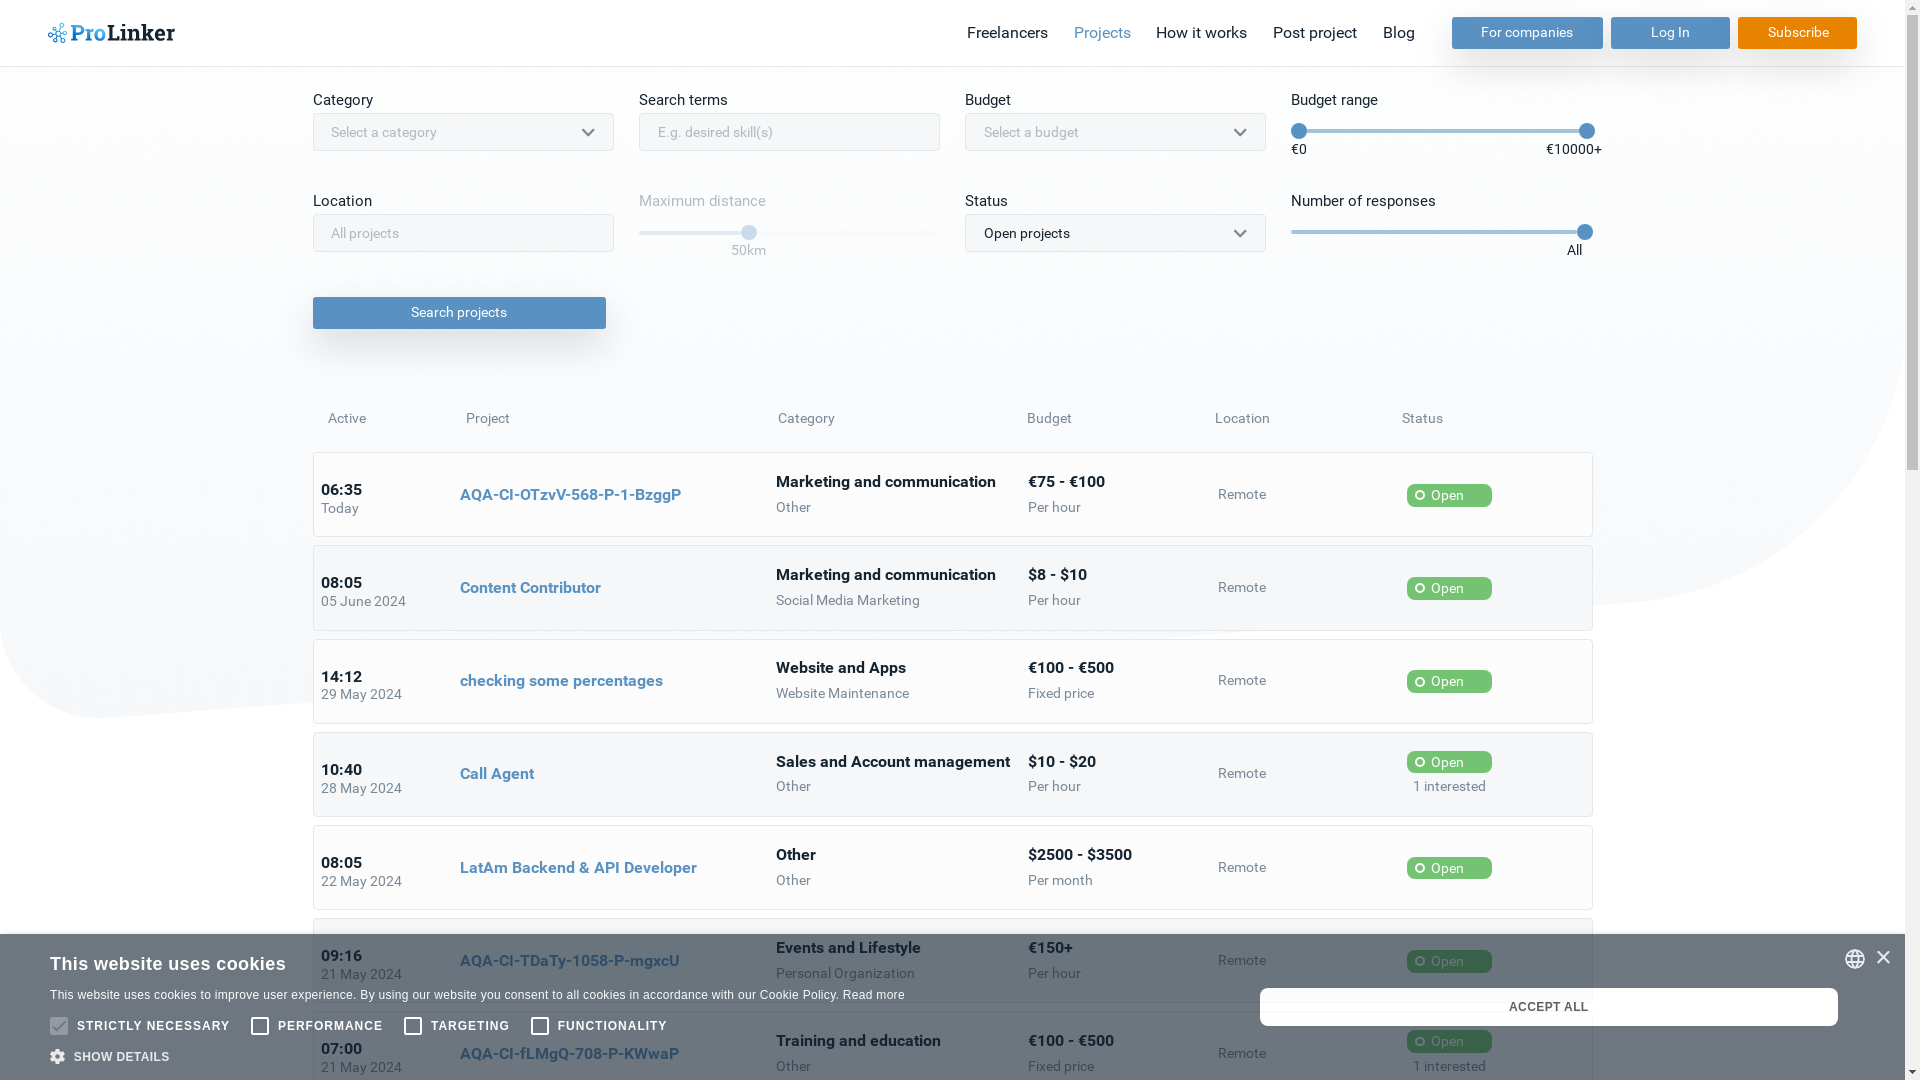 ProLinker
Freelancers
Projects
How it works
Post project
Blog
For companies
Log In
Subscribe
Category
Search terms
Budget
Budget range
Select a category
E.g. desired skill(s)
Select a budget
€0
€10000+
Location
Maximum distance
Status
Number of responses
All projects
50km
Open projects
All
Search projects
Active
Project
Category
Budget
Location
Status
06:35
Today
AQA-CI-OTzvV-568-P-1-BzggP
Marketing and communication
Other
€75 - €100
Per hour
Remote
Open
08:05
05 June 2024
Content Contributor
Marketing and communication
Social Media Marketing
$8 - $10
Per hour
Remote
Open
14:12
29 May 2024
checking some percentages
Website and Apps
Website Maintenance
€100 - €500
Fixed price
Remote
Open
10:40
28 May 2024
Call Agent
Sales and Account management
Other
$10 - $20
Per hour
Remote
Open
1 interested
08:05
22 May 2024
LatAm Backend & API Developer
Other
Other
$2500 - $3500
Per month
Remote
Open
09:16
21 May 2024
AQA-CI-TDaTy-1058-P-mgxcU
Events and Lifestyle
Personal Organization
€150+
Per hour
Remote
Open
07:00
21 May 2024
AQA-CI-fLMgQ-708-P-KWwaP
Training and education
Other
€100 - €500
Fixed price
Remote
Open
1 interested
This website uses cookies
This website uses cookies to improve user experience. By using our website you consent to all cookies in accordance with our Cookie Policy. Read more
STRICTLY NECESSARY
PERFORMANCE
TARGETING
FUNCTIONALITY
SHOW DETAILS
ACCEPT ALL
×